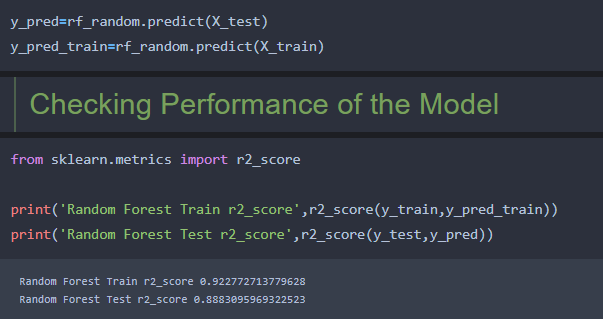 y_pred=rf_random.predict(X_test)
y_pred_train=rf_random.predict(X_train)
Checking Performance of the Model
from sklearn.metrics import r2_score
print('Random Forest Train r2_score',r2_score(y_train,y_pred_train))
print('Random Forest Test r2_score',r2_score(y_test,y_pred))
Random Forest Train r2_score 0.922772713779628
Random Forest Test r2_score 0.8883095969322523